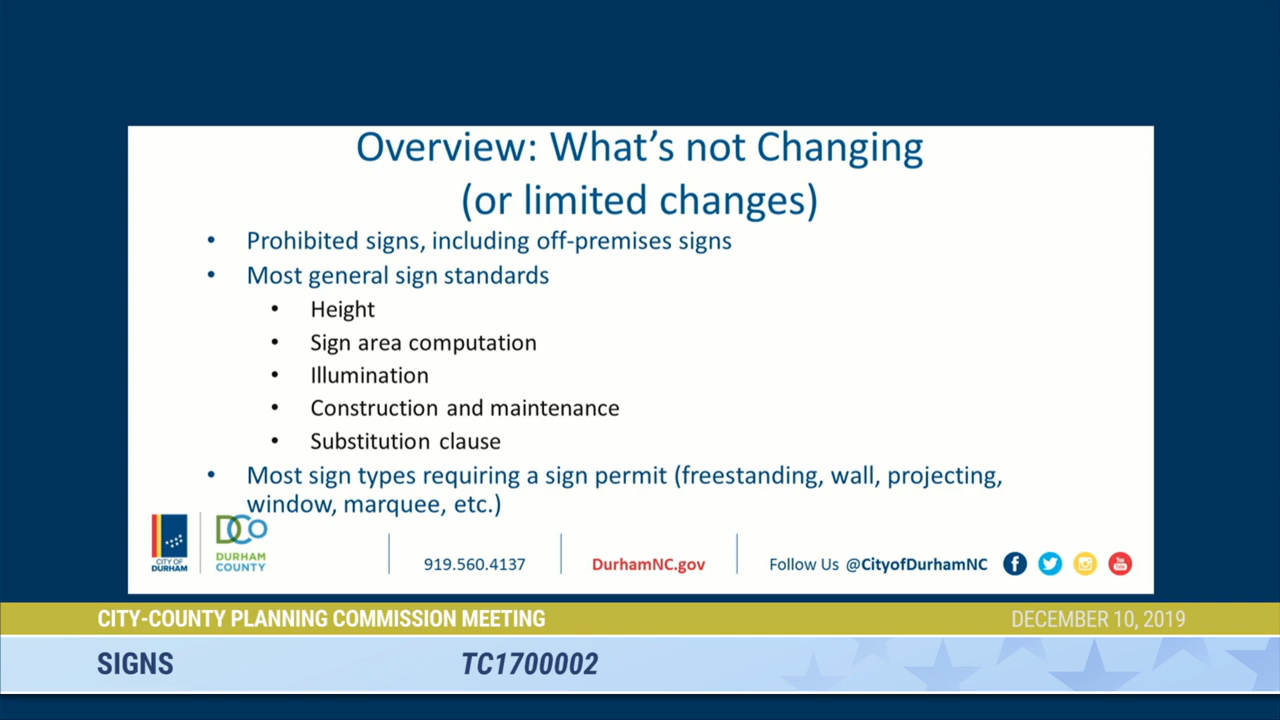 Overview: What's not Changing
(or limited changes)
• Prohibited signs, including off-premises signs
• Most general sign standards
• Height
• Sign area computation
• Illumination
• Construction and maintenance
• Substitution clause
• Most sign types requiring a sign permit (freestanding, wall, projecting,
window, marquee, etc.)
CITY OF
DURHAM
DCo
DURHAM
COUNTY
919.560.4137
DurhamNC.gov
Follow Us @CityofDurhamNC
You
Tube
CITY-COUNTY PLANNING COMMISSION MEETING
DECEMBER 10, 2019
SIGNS
TC1700002